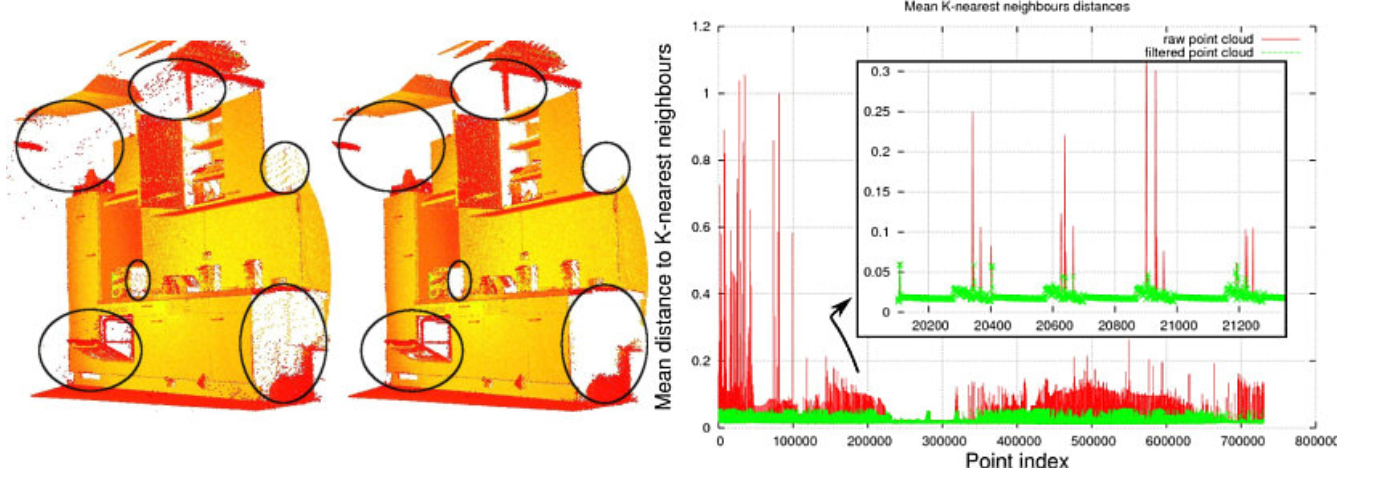 Mean K-nearest neighbours distances
Mean distance to K-nearest neighbours
1.2
1
0.8
0.6
0.4
0.2
0
raw point cloud
filtered point cloud
0.3
0.25
0.2
0.15
0.1
0.05
0
20200 20400 20600 20800 21000 21200
0 100000 200000 300000 400000 500000 600000 700000 800000
Point index